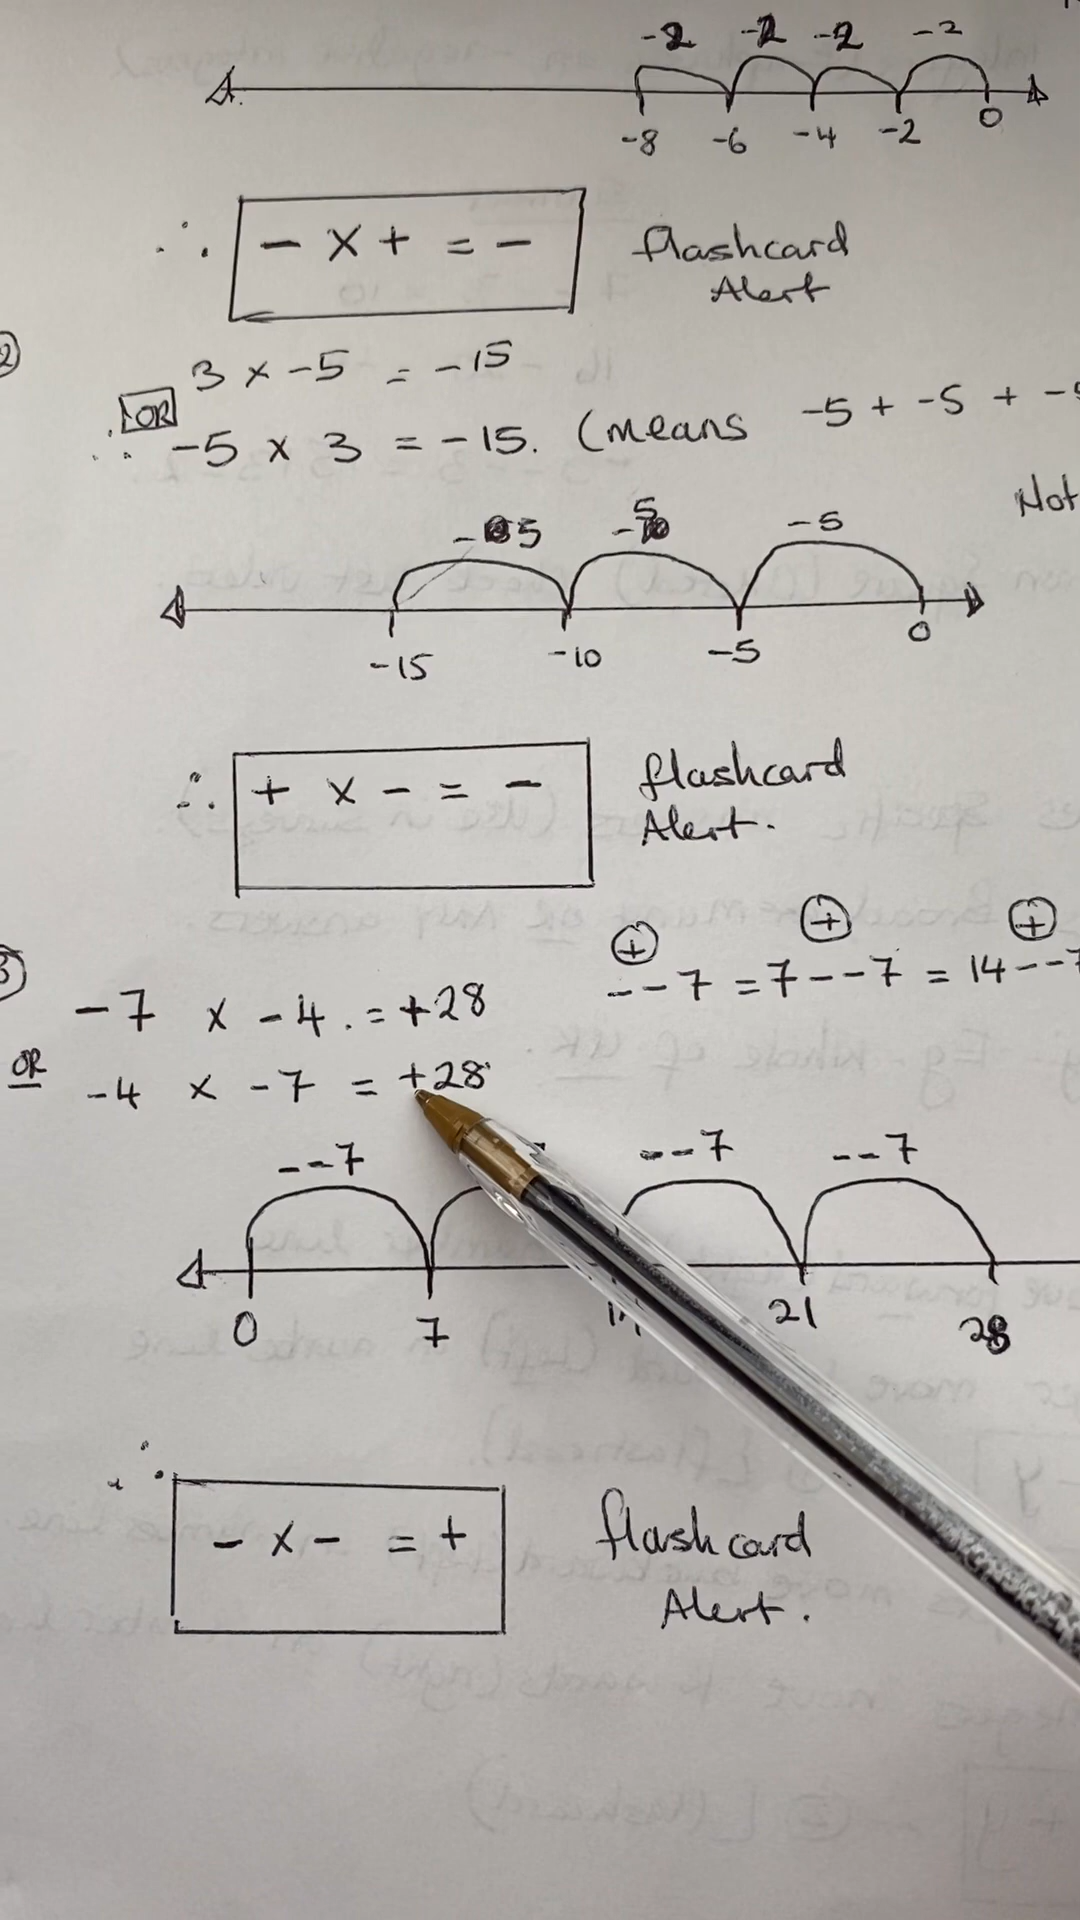 -2 -2 -2 -2
-8 -6 -4 -2 0
∴ - × + = - flashcard
Alert
3 × -5 = -15
OR
∴ -5 × 3 = -15. (means -5 + -5 + -5
Not
-5 -5 -5
-15 -10 -5 0
∴ + × - = - flashcard
Alert.
+ + +
--7 = 7--7 = 14--7
-7 × -4. = +28
OR
-4 × -7 = +28
--7 --7 --7
0 7 21 28
∴ - × - = + flashcard
Alert.